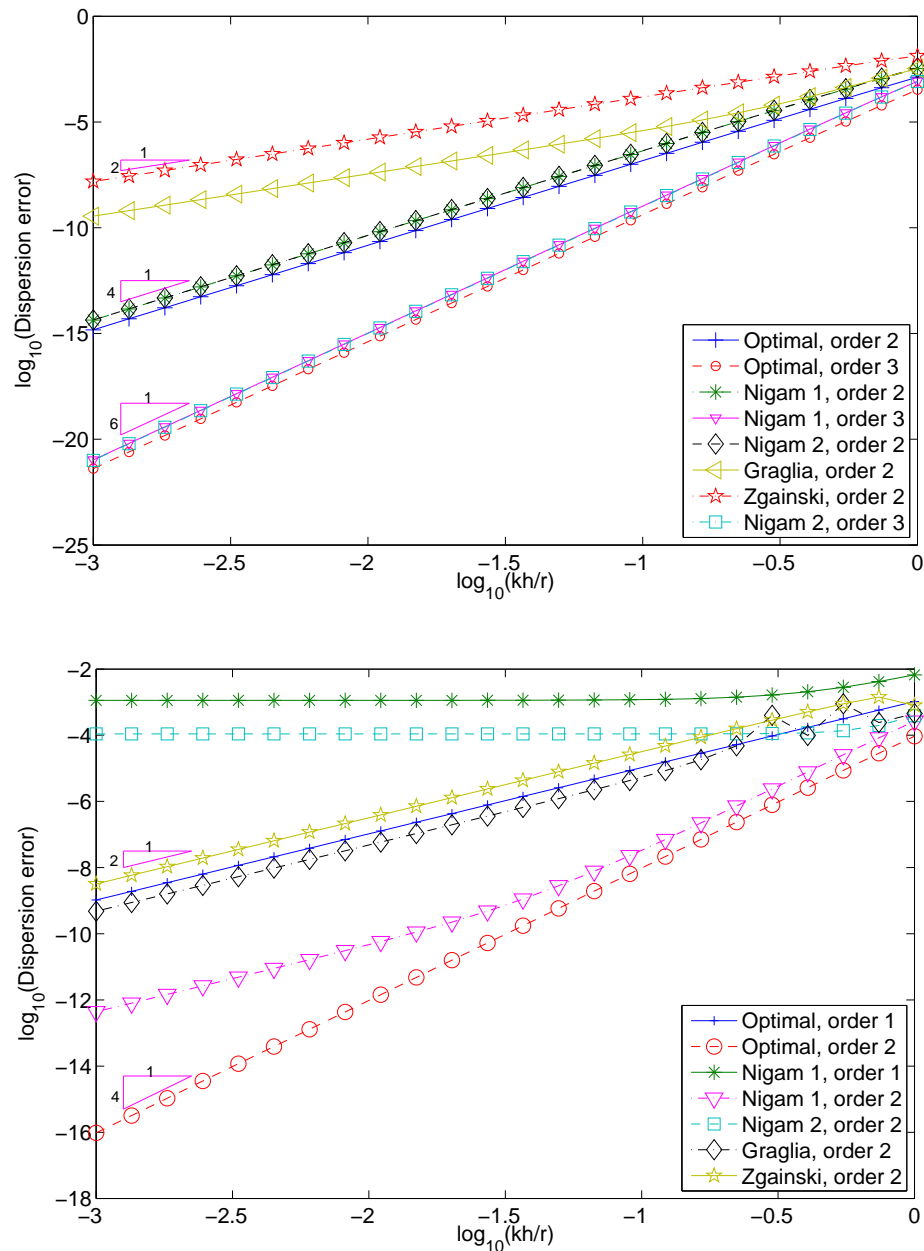 0
−5
−10
−15
−20
−25
log10(Dispersion error)
−3
−2.5
−2
−1.5
−1
−0.5
0
log10(kh/r)
1
2
1
4
1
6
Optimal, order 2
Optimal, order 3
Nigam 1, order 2
Nigam 1, order 3
Nigam 2, order 2
Graglia, order 2
Zgainski, order 2
Nigam 2, order 3
−2
−4
−6
−8
−10
−12
−14
−16
−18
log10(Dispersion error)
−3
−2.5
−2
−1.5
−1
−0.5
0
log10(kh/r)
1
2
1
4
Optimal, order 1
Optimal, order 2
Nigam 1, order 1
Nigam 1, order 2
Nigam 2, order 2
Graglia, order 2
Zgainski, order 2